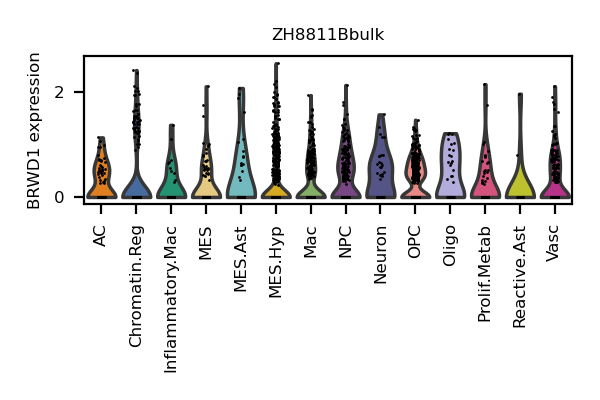 ZH8811Bbulk
BRWD1 expression
2
0
AC
Chromatin.Reg
Inflammatory.Mac
MES
MES.Ast
MES.Hyp
Mac
NPC
Neuron
OPC
Oligo
Prolif.Metab
Reactive.Ast
Vasc